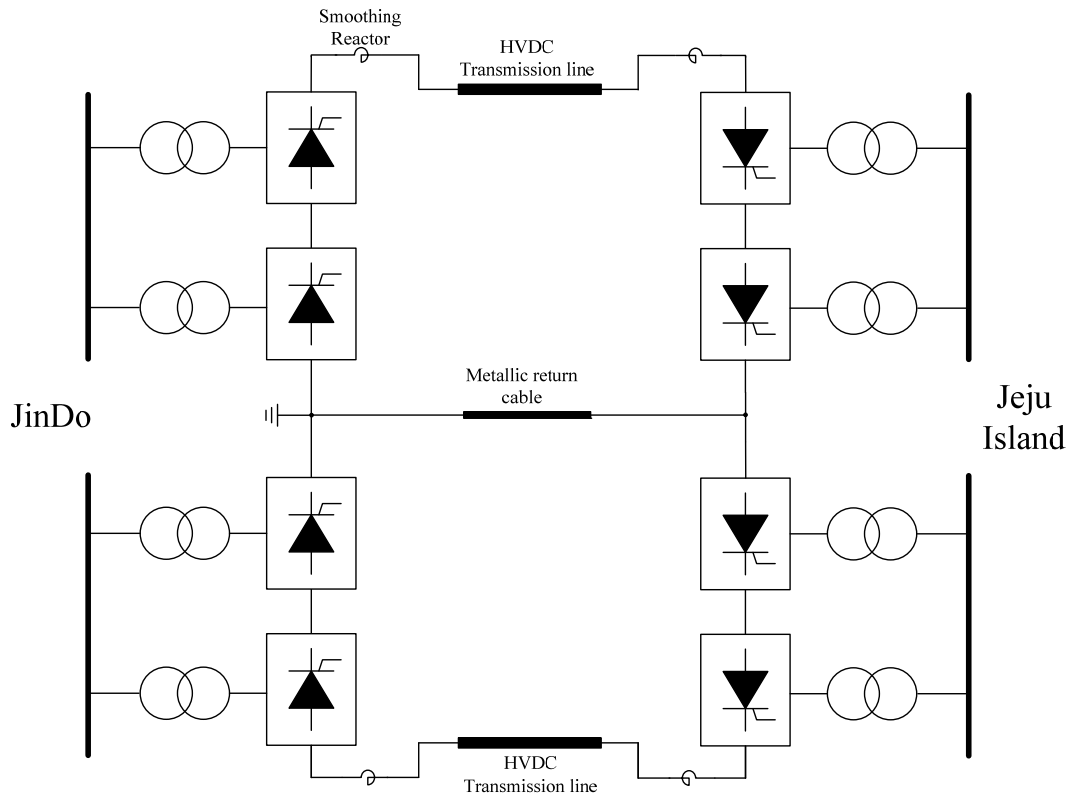 Smoothing
Reactor
HVDC
Transmission line
Metallic return
cable
JinDo
Jeju
Island
HVDC
Transmission line